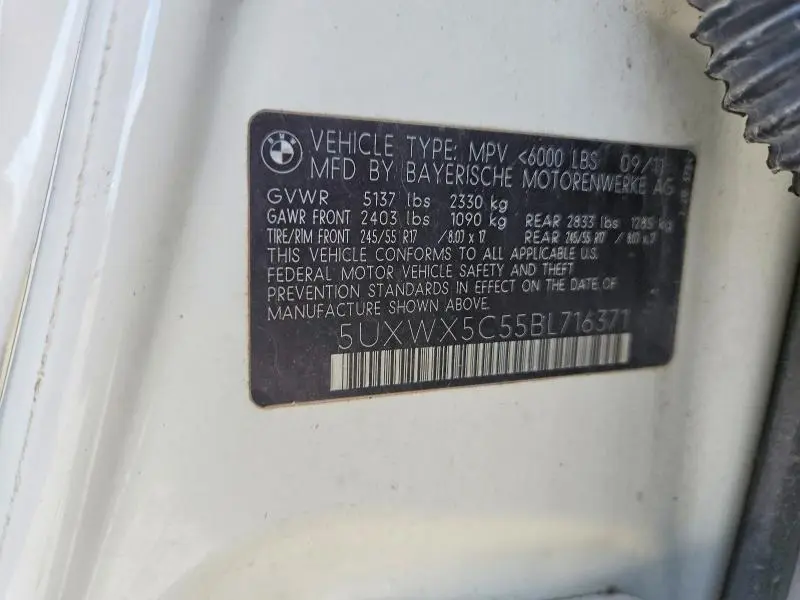 VEHICLE TYPE: MPV <6000 LBS 09/11
MFD BY BAYERISCHE MOTORENWERKE AG
GVWR 5137 lbs 2330 kg
GAWR FRONT 2403 lbs 1090 kg REAR 2833 lbs 1285 kg
TIRE/RIM FRONT 245/55 R17 /8.0J x 17 REAR 245/55 R17 / 8.0J x 17
THIS VEHICLE CONFORMS TO ALL APPLICABLE U.S.
FEDERAL MOTOR VEHICLE SAFETY AND THEFT
PREVENTION STANDARDS IN EFFECT ON THE DATE OF
MANUFACTURE SHOWN ABOVE.
5UXWX5C55BL716371